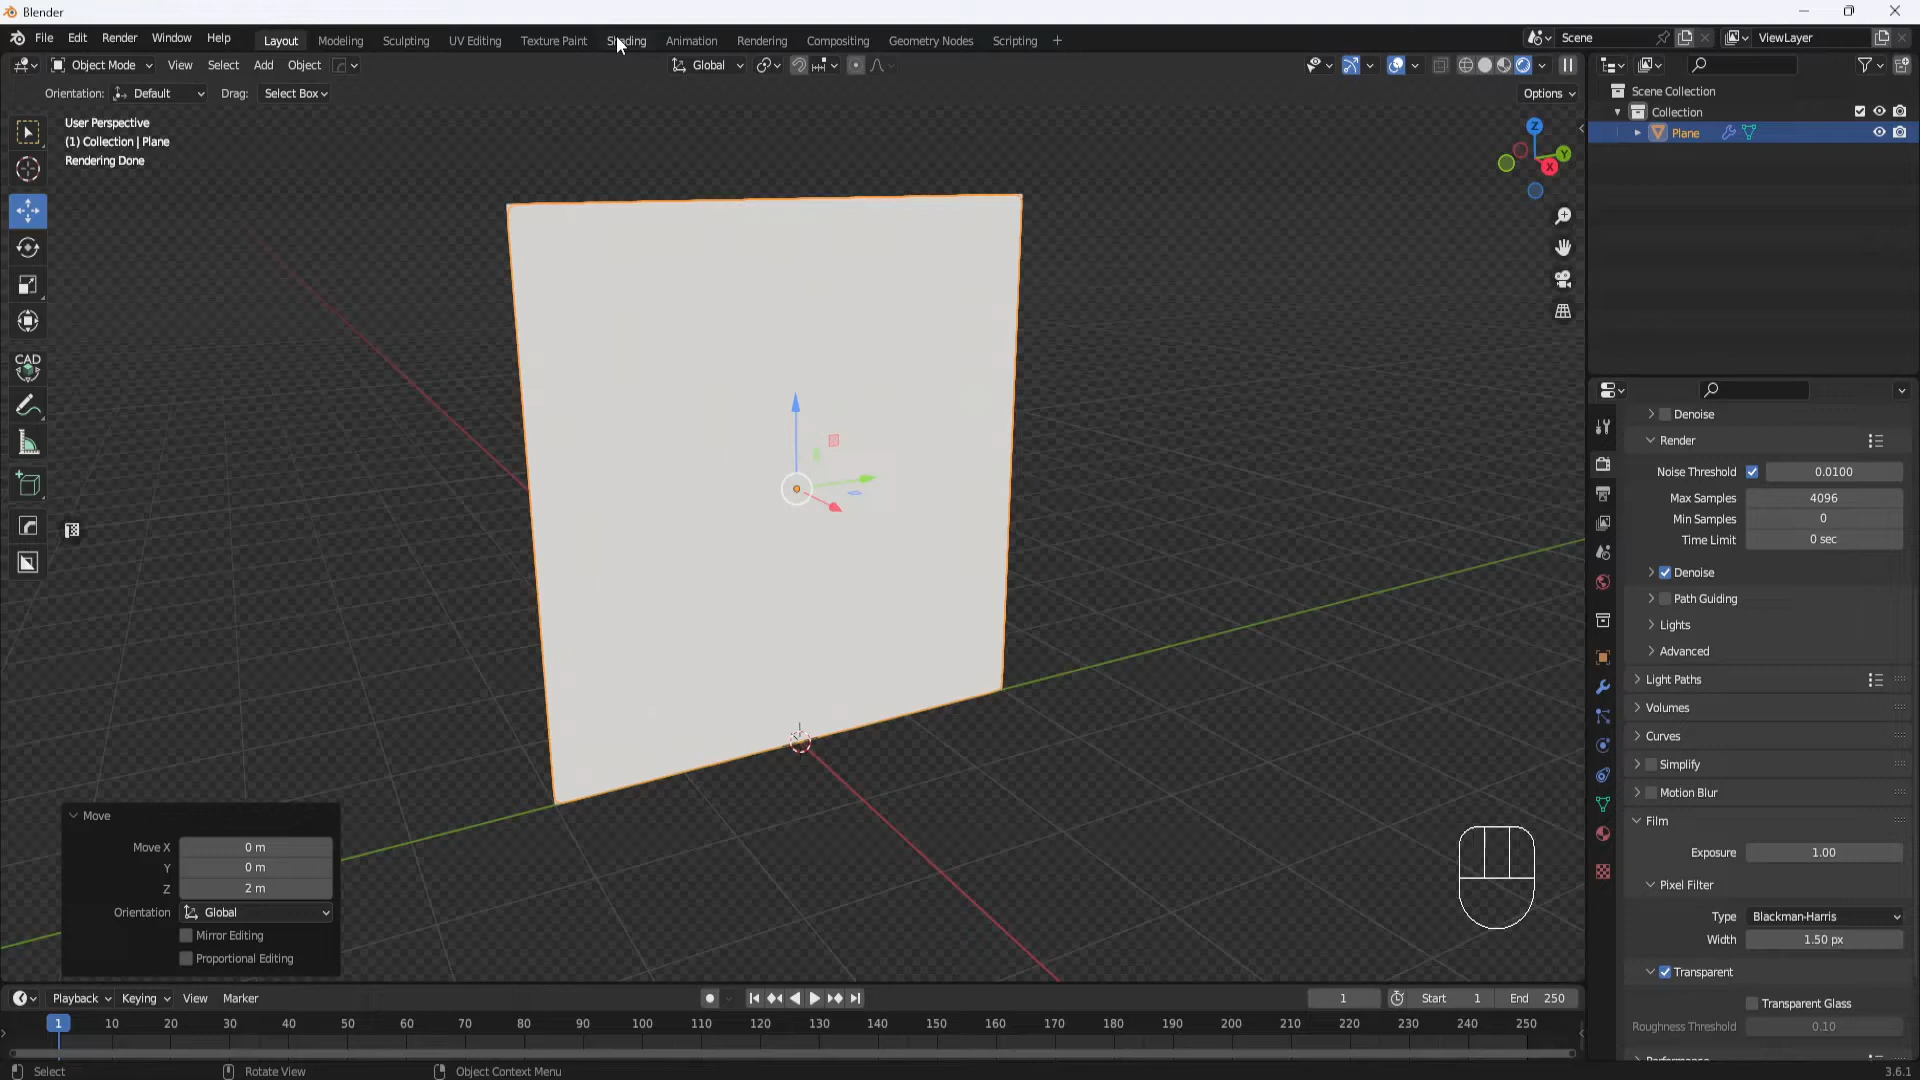 Blender
File Edit Render Window Help Layout Modeling Sculpting UV Editing Texture Paint Shading Animation Rendering Compositing Geometry Nodes Scripting + Scene ViewLayer
Object Mode View Select Add Object Global
Orientation: Default Drag: Select Box Options
User Perspective
(1) Collection | Plane
Rendering Done
Z
Y
X
CAD
Scene Collection
Collection
Plane
Denoise
Render
Noise Threshold 0.0100
Max Samples 4096
Min Samples 0
Time Limit 0 sec
Denoise
Path Guiding
Lights
Advanced
Light Paths
Volumes
Curves
Simplify
Motion Blur
Film
Exposure 1.00
Pixel Filter
Type Blackman-Harris
Width 1.50 px
Transparent
Transparent Glass
Roughness Threshold 0.10
Move
Move X 0 m
Y 0 m
Z 2 m
Orientation Global
Mirror Editing
Proportional Editing
Playback Keying View Marker 1 Start 1 End 250
1 10 20 30 40 50 60 70 80 90 100 110 120 130 140 150 160 170 180 190 200 210 220 230 240 250
Select Rotate View Object Context Menu 3.6.1